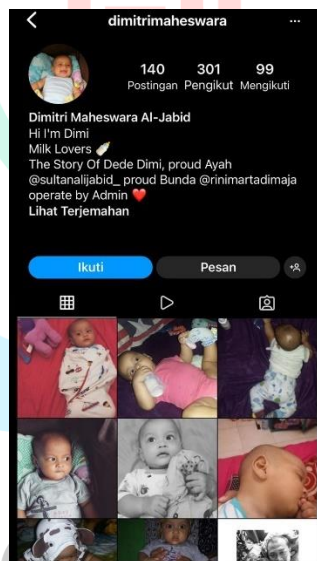 dimitrimaheswara
140 301 99
Postingan Pengikut Mengikuti
Dimitri Maheswara Al-Jabid
Hi I'm Dimi
Milk Lovers 🍼
The Story Of Dede Dimi, proud Ayah
@sultanalijabid_ proud Bunda @rinimartadimaja
operate by Admin ❤️
Lihat Terjemahan
Ikuti Pesan